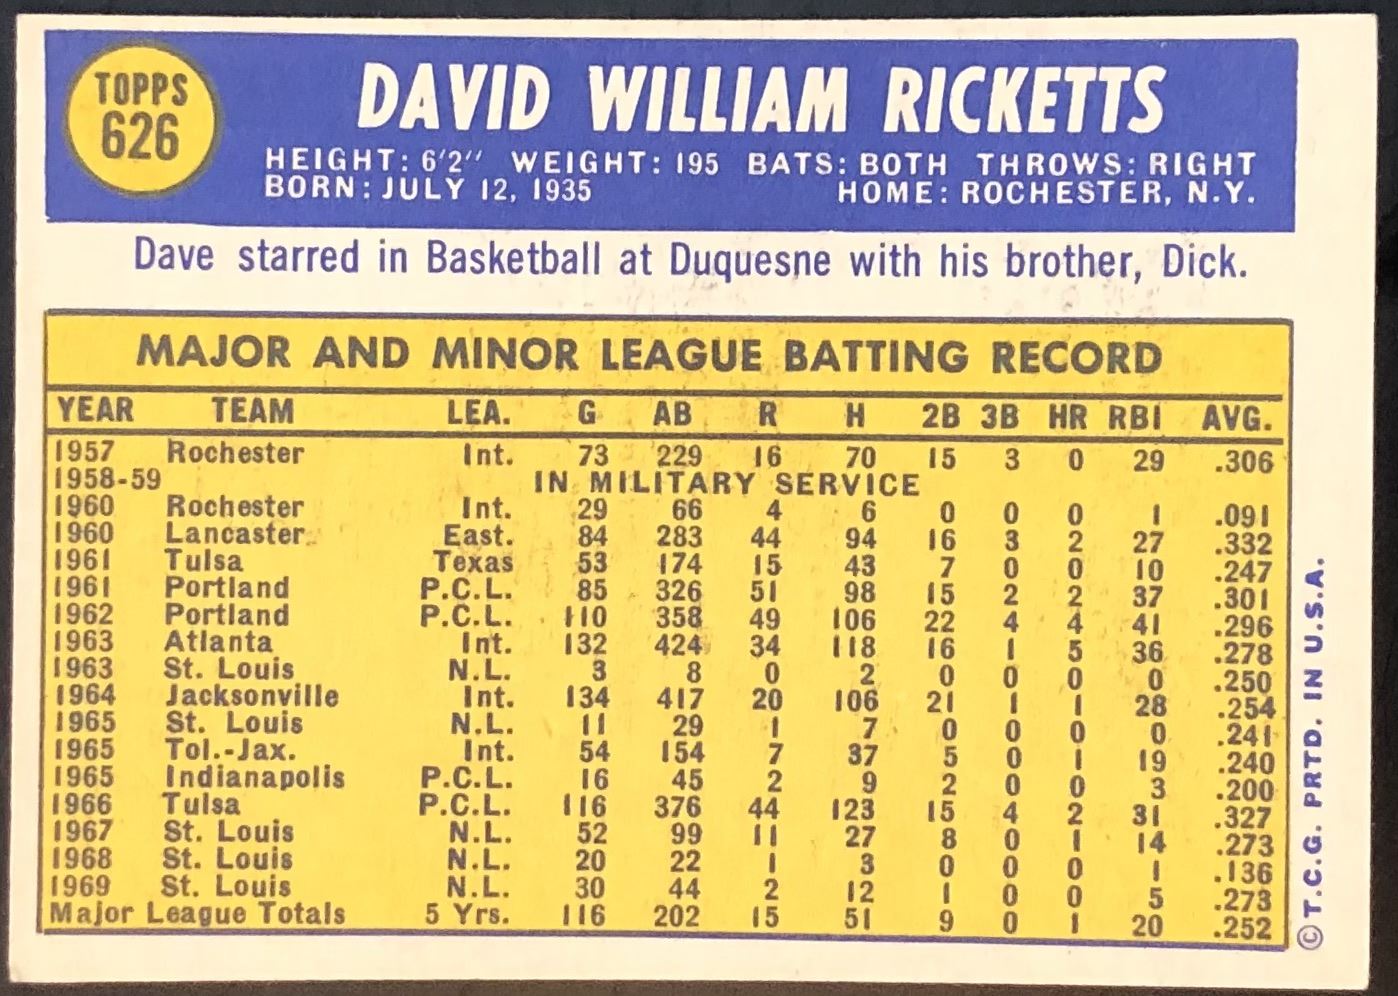 TOPPS
626
DAVID WILLIAM RICKETTS
HEIGHT: 6'2" WEIGHT: 195 BATS: BOTH THROWS: RIGHT
BORN: JULY 12, 1935 HOME: ROCHESTER, N.Y.
Dave starred in Basketball at Duquesne with his brother, Dick.
MAJOR AND MINOR LEAGUE BATTING RECORD
YEAR TEAM LEA. G AB R H 2B 3B HR RBI AVG.
1957 Rochester Int. 73 229 16 70 15 3 0 29 .306
1958-59 IN MILITARY SERVICE
1960 Rochester Int. 29 66 4 6 0 0 0 1 .091
1960 Lancaster East. 84 283 44 94 16 3 2 27 .332
1961 Tulsa Texas 53 174 15 43 7 0 0 10 .247
1961 Portland P.C.L. 85 326 51 98 15 2 2 37 .301
1962 Portland P.C.L. 110 358 49 106 22 4 4 41 .296
1963 Atlanta Int. 132 424 34 118 16 1 5 36 .278
1963 St. Louis N.L. 3 8 0 2 0 0 0 0 .250
1964 Jacksonville Int. 134 417 20 106 21 1 1 28 .254
1965 St. Louis N.L. 11 29 1 7 0 0 0 0 .241
1965 Tol.-Jax. Int. 54 154 7 37 5 0 1 19 .240
1965 Indianapolis P.C.L. 16 45 2 9 2 0 0 3 .200
1966 Tulsa P.C.L. 116 376 44 123 15 4 2 31 .327
1967 St. Louis N.L. 52 99 11 27 8 0 1 14 .273
1968 St. Louis N.L. 20 22 1 3 0 0 0 1 .136
1969 St. Louis N.L. 30 44 2 12 1 0 0 5 .273
Major League Totals 5 Yrs. 116 202 15 51 9 0 1 20 .252
© T.C.G. PRTD. IN U.S.A.